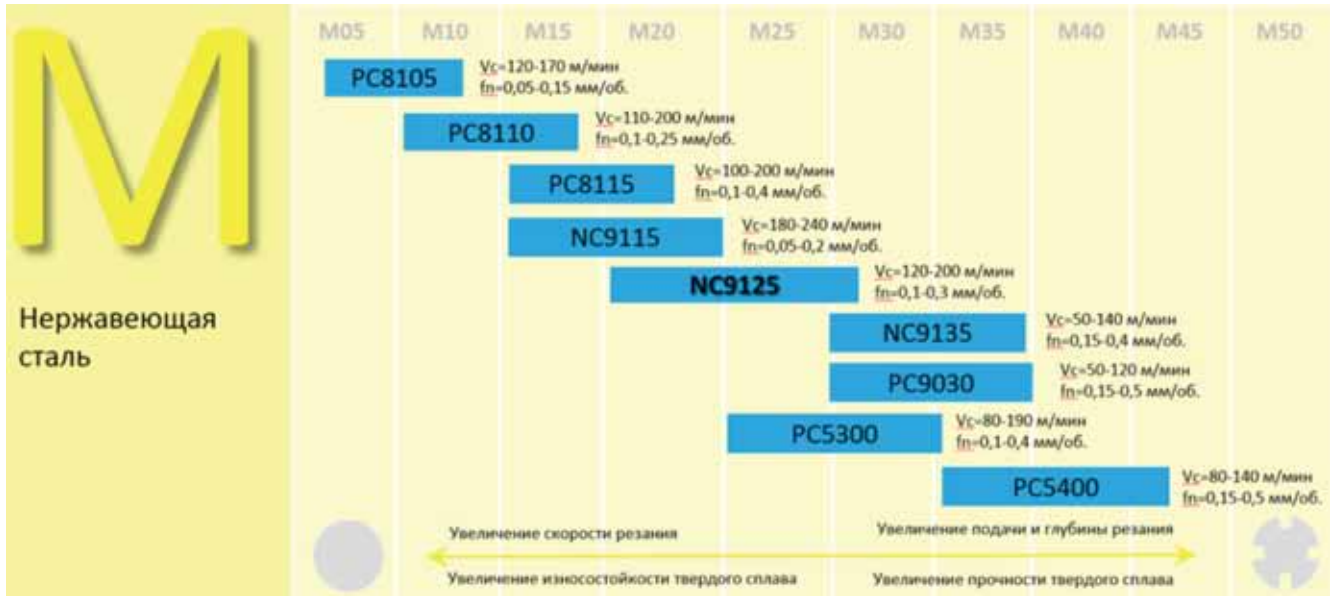 M
Нержавеющая
сталь
M05 M10 M15 M20 M25 M30 M35 M40 M45 M50
PC8105
Vc=120-170 м/мин
fn=0,05-0,15 мм/об.
PC8110
Vc=110-200 м/мин
fn=0,1-0,25 мм/об.
PC8115
Vc=100-200 м/мин
fn=0,1-0,4 мм/об.
NC9115
Vc=180-240 м/мин
fn=0,05-0,2 мм/об.
NC9125
Vc=120-200 м/мин
fn=0,1-0,3 мм/об.
NC9135
Vc=50-140 м/мин
fn=0,15-0,4 мм/об.
PC9030
Vc=50-120 м/мин
fn=0,15-0,5 мм/об.
PC5300
Vc=80-190 м/мин
fn=0,1-0,4 мм/об.
PC5400
Vc=80-140 м/мин
fn=0,15-0,5 мм/об.
Увеличение скорости резания
Увеличение подачи и глубины резания
Увеличение износостойкости твердого сплава
Увеличение прочности твердого сплава